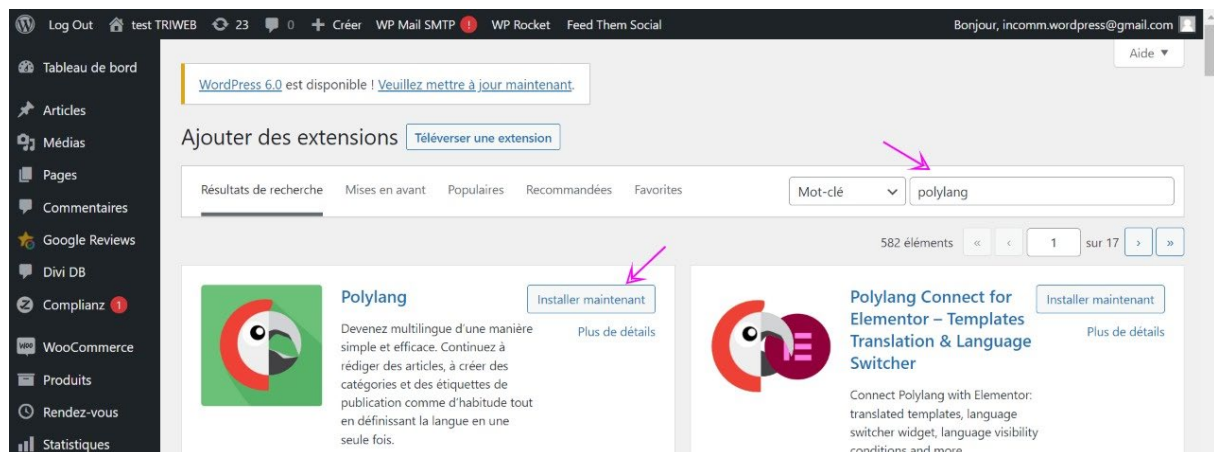 Log Out test TRIWEB 23 0 + Créer WP Mail SMTP ! WP Rocket Feed Them Social Bonjour, incomm.wordpress@gmail.com
Aide ▼
Tableau de bord
WordPress 6.0 est disponible ! Veuillez mettre à jour maintenant.
Articles
Médias
Pages
Commentaires
Google Reviews
Divi DB
Complianz 1
Woo WooCommerce
Produits
Rendez-vous
Statistiques
Ajouter des extensions Téléverser une extension
Résultats de recherche Mises en avant Populaires Recommandées Favorites Mot-clé polylang
582 éléments « ‹ 1 sur 17 › »
Polylang
Installer maintenant
Plus de détails
Devenez multilingue d'une manière
simple et efficace. Continuez à
rédiger des articles, à créer des
catégories et des étiquettes de
publication comme d'habitude tout
en définissant la langue en une
seule fois.
Polylang Connect for
Elementor – Templates
Translation & Language
Switcher
Installer maintenant
Plus de détails
Connect Polylang with Elementor:
translated templates, language
switcher widget, language visibility
conditions and more